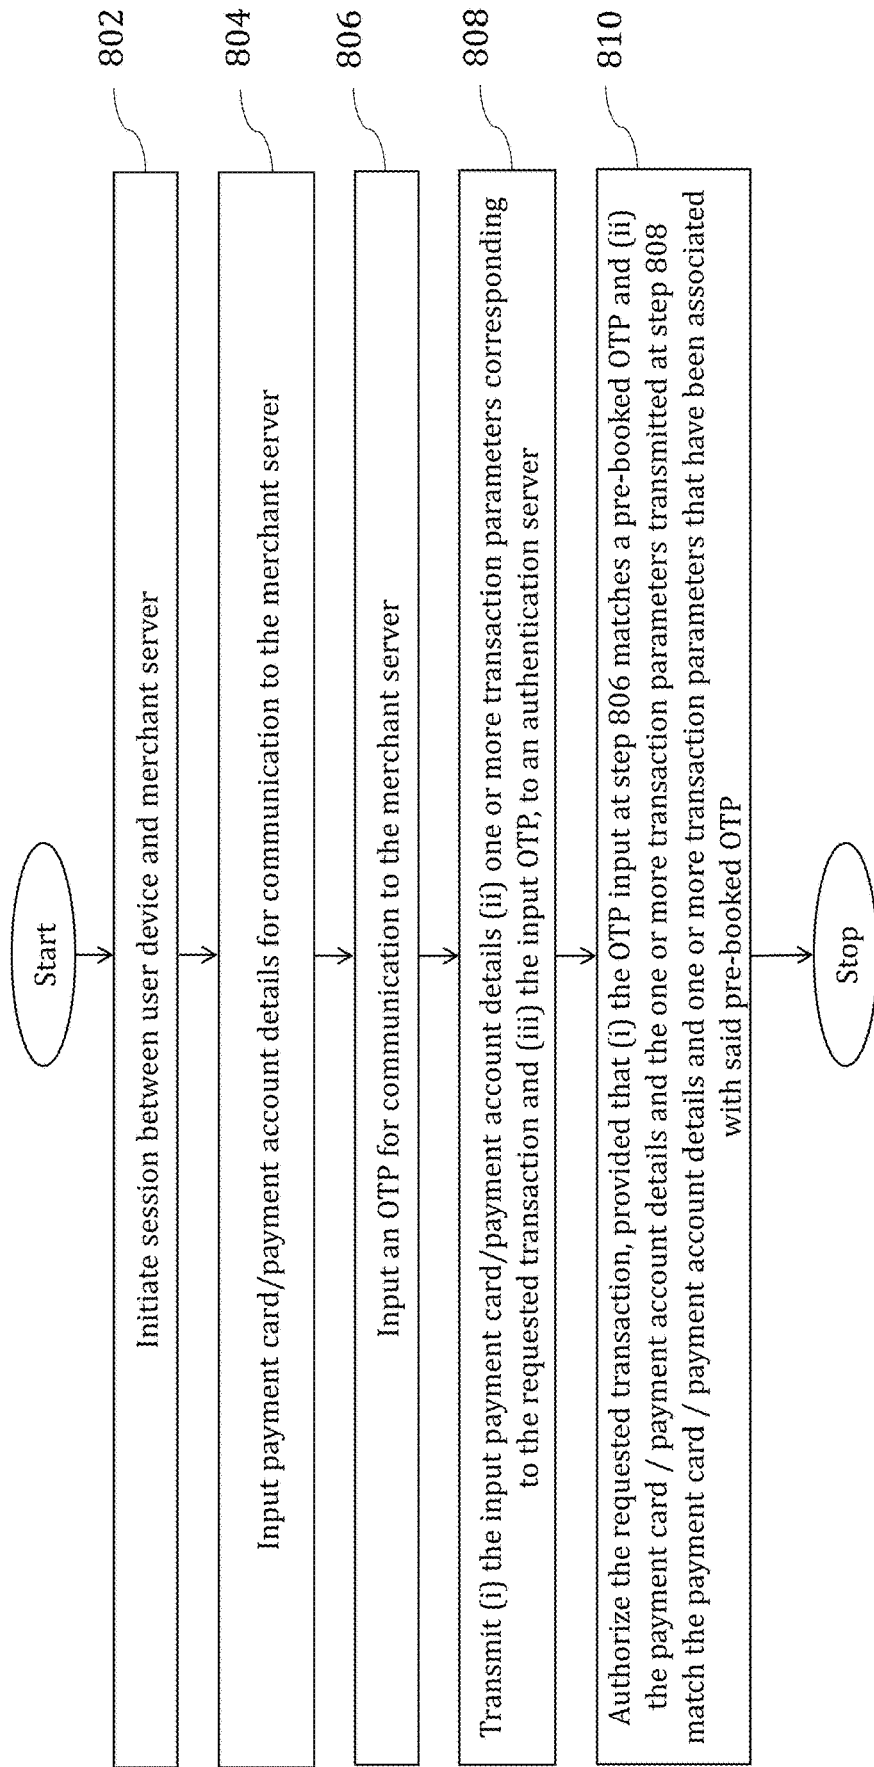 Start
Initiate session between user device and merchant server
802
Input payment card/payment account details for communication to the merchant server
804
Input an OTP for communication to the merchant server
806
Transmit (i) the input payment card/payment account details (ii) one or more transaction parameters corresponding
to the requested transaction and (iii) the input OTP, to an authentication server
808
Authorize the requested transaction, provided that (i) the OTP input at step 806 matches a pre-booked OTP and (ii)
the payment card / payment account details and the one or more transaction parameters transmitted at step 808
match the payment card / payment account details and one or more transaction parameters that have been associated
with said pre-booked OTP
810
Stop